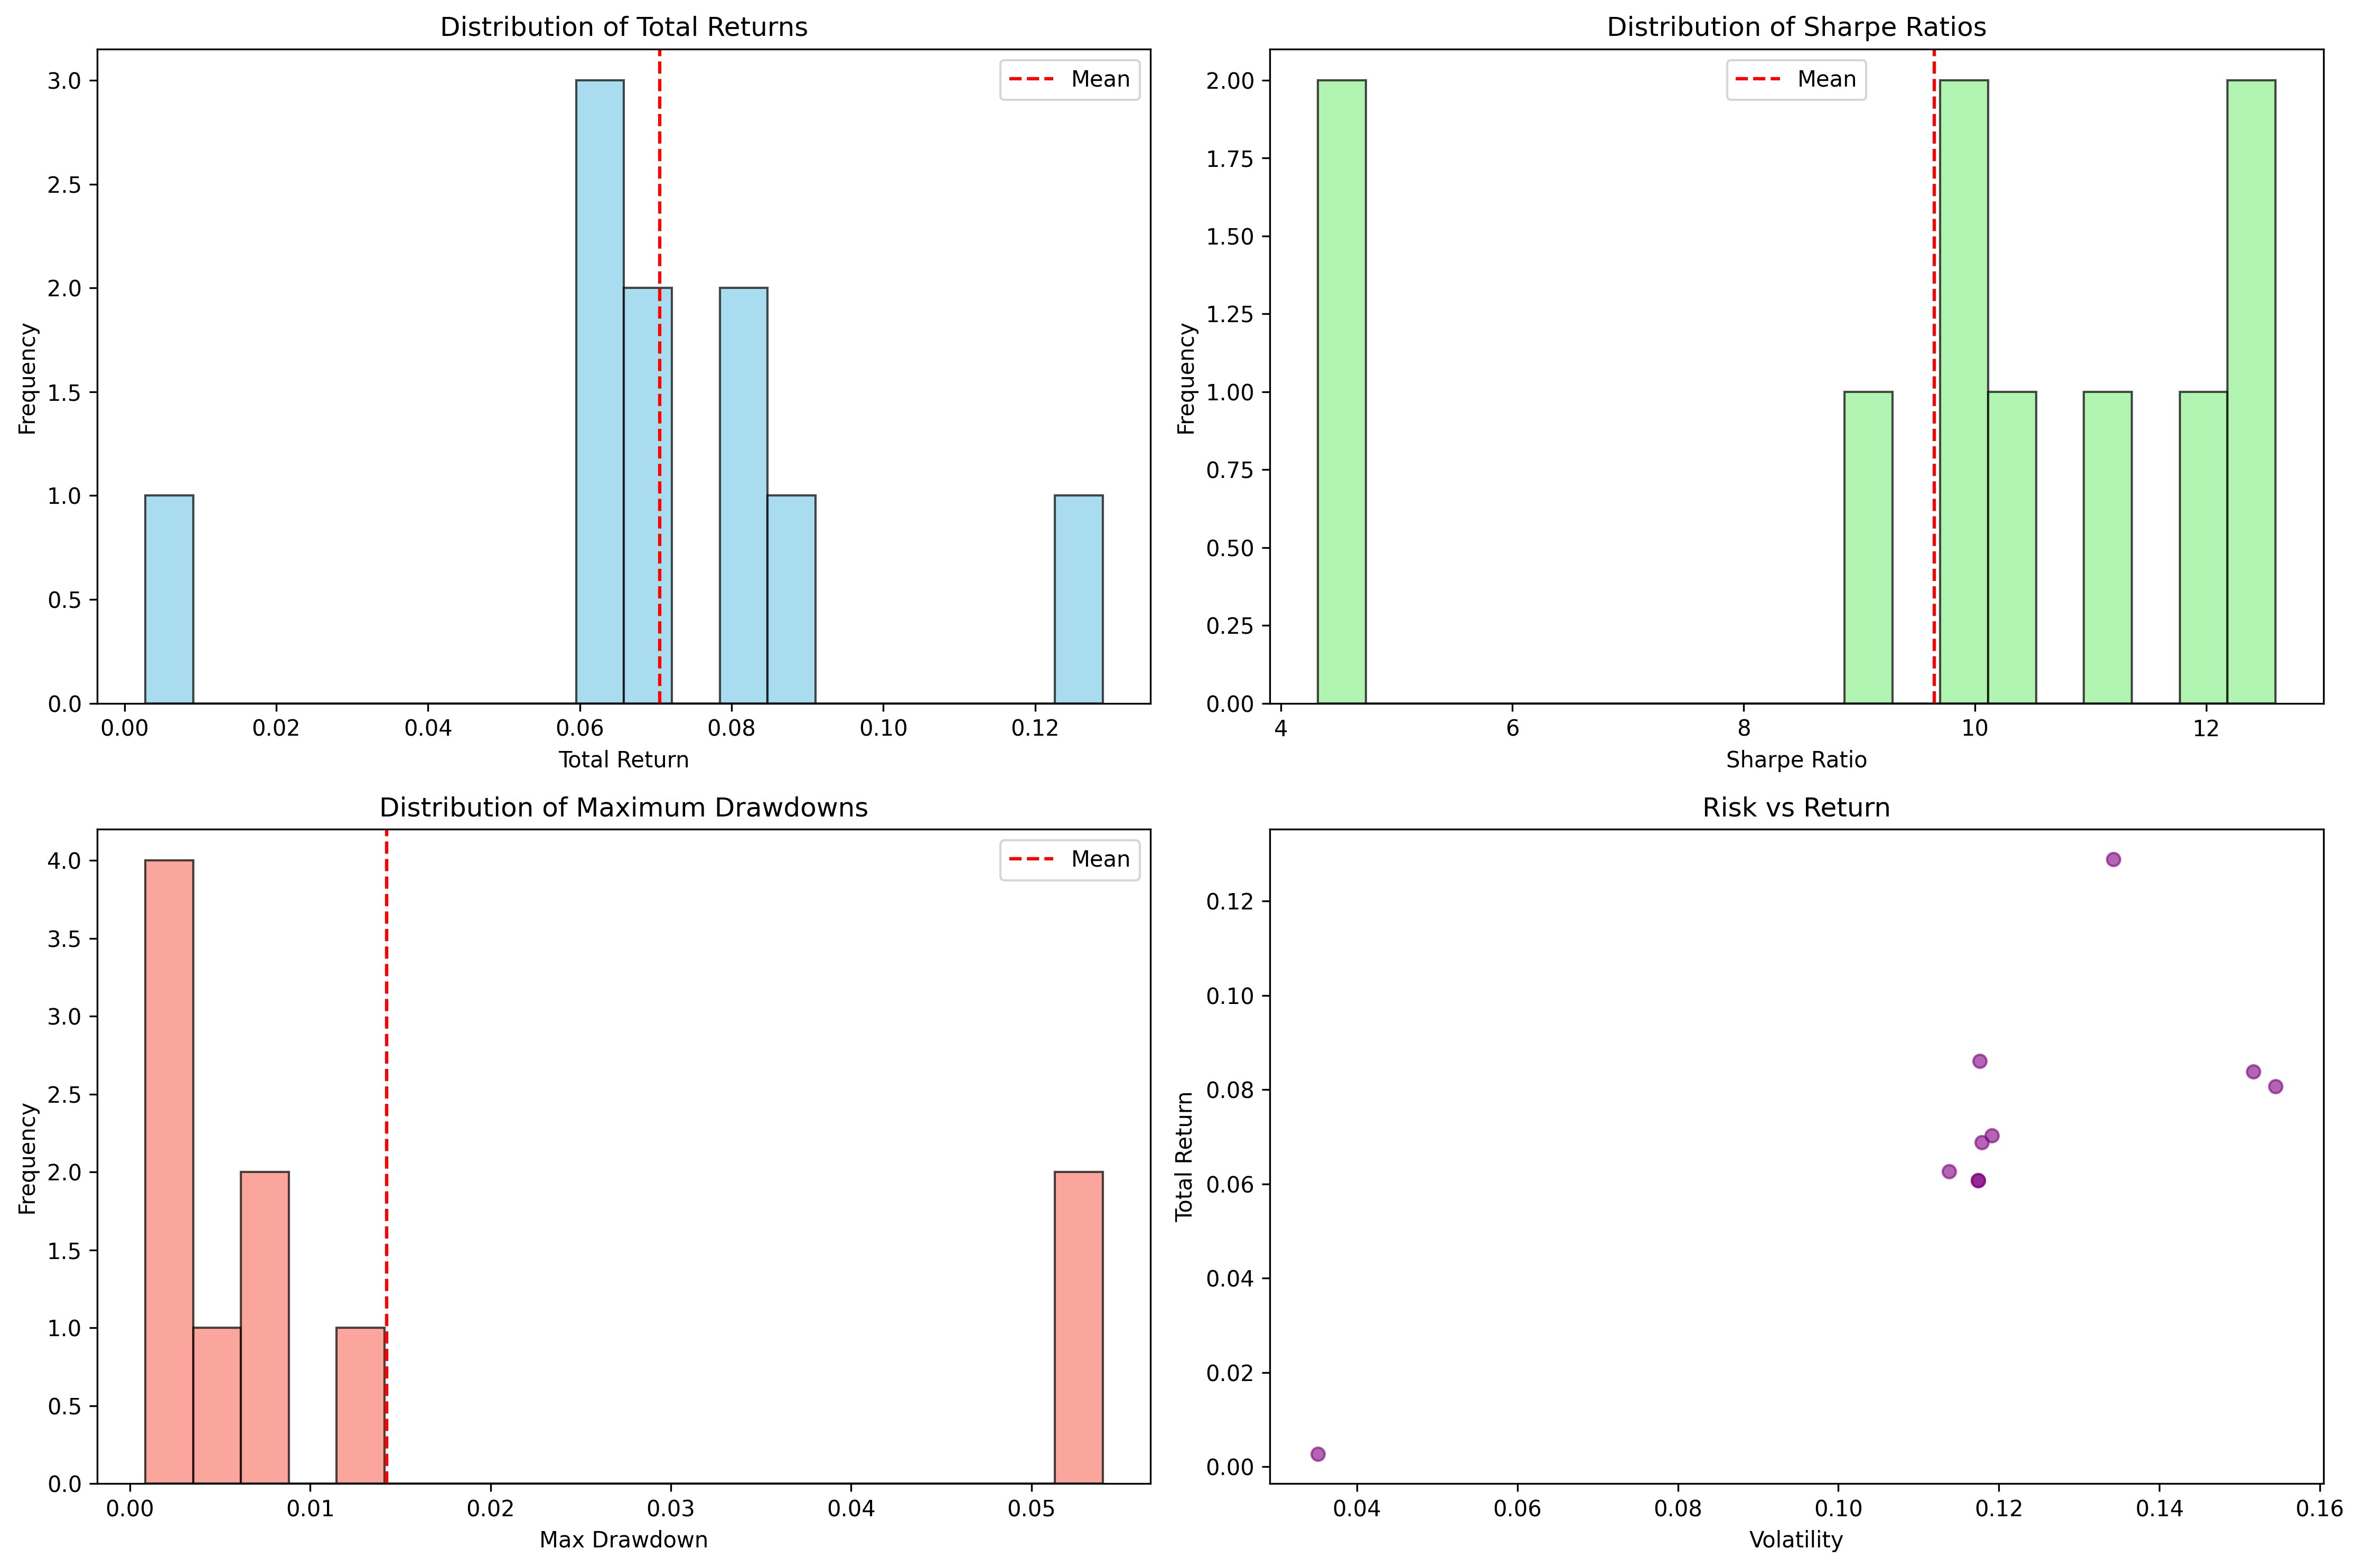 Distribution of Total Returns
Mean
3.0
2.5
2.0
1.5
1.0
0.5
0.0
Frequency
0.00 0.02 0.04 0.06 0.08 0.10 0.12
Total Return
Distribution of Sharpe Ratios
Mean
2.00
1.75
1.50
1.25
1.00
0.75
0.50
0.25
0.00
Frequency
4 6 8 10 12
Sharpe Ratio
Distribution of Maximum Drawdowns
Mean
4.0
3.5
3.0
2.5
2.0
1.5
1.0
0.5
0.0
Frequency
0.00 0.01 0.02 0.03 0.04 0.05
Max Drawdown
Risk vs Return
0.12
0.10
0.08
0.06
0.04
0.02
0.00
Total Return
0.04 0.06 0.08 0.10 0.12 0.14 0.16
Volatility